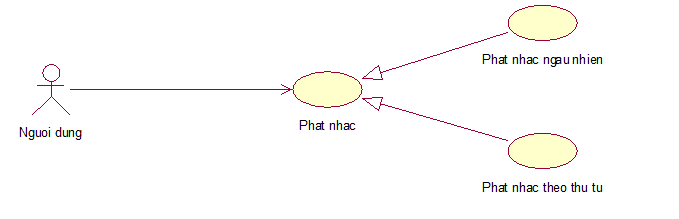 Phat nhac ngau nhien
Nguoi dung
Phat nhac
Phat nhac theo thu tu